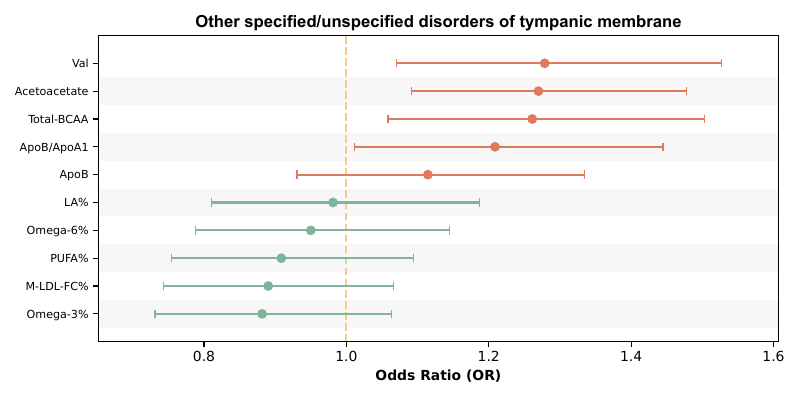 Other specified/unspecified disorders of tympanic membrane
Val
Acetoacetate
Total-BCAA
ApoB/ApoA1
ApoB
LA%
Omega-6%
PUFA%
M-LDL-FC%
Omega-3%
0.8 1.0 1.2 1.4 1.6
Odds Ratio (OR)